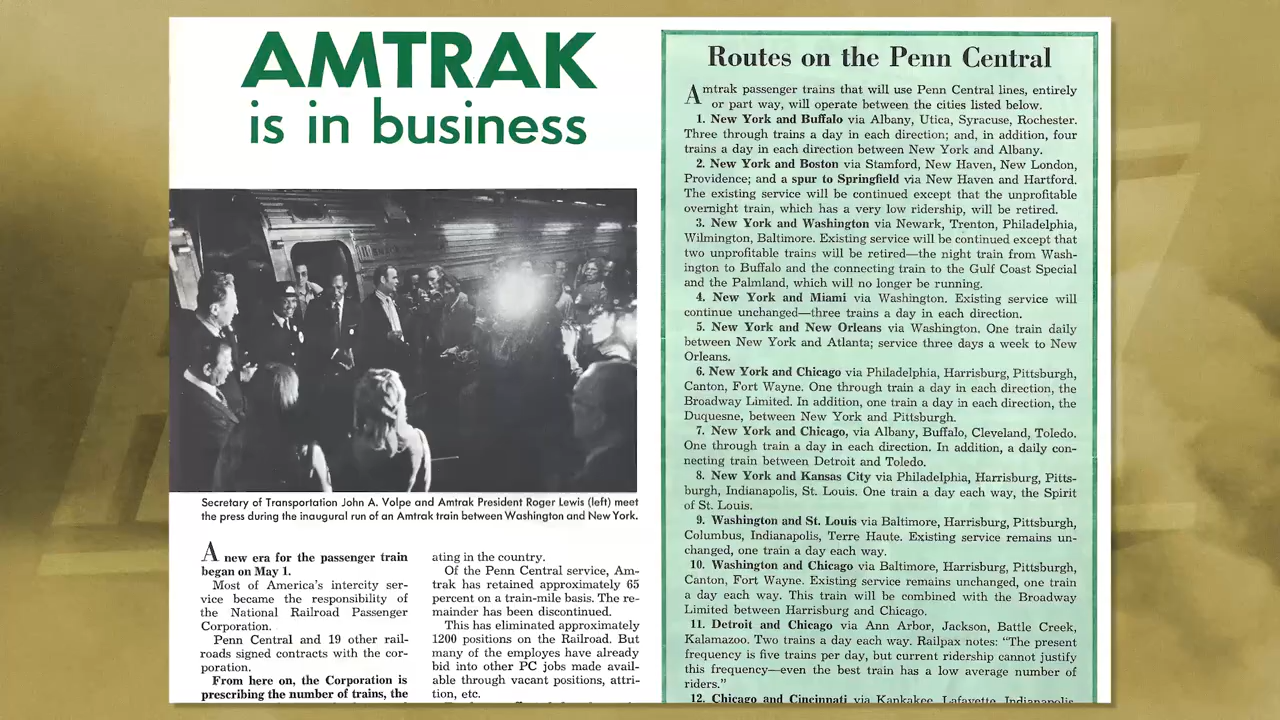 AMTRAK
is in business
Secretary of Transportation John A. Volpe and Amtrak President Roger Lewis (left) meet
the press during the inaugural run of an Amtrak train between Washington and New York.
A new era for the passenger train
began on May 1.
Most of America's intercity ser-
vice became the responsibility of
the National Railroad Passenger
Corporation.
Penn Central and 19 other rail-
roads signed contracts with the cor-
poration.
From here on, the Corporation is
prescribing the number of trains, the
ating in the country.
Of the Penn Central service, Am-
trak has retained approximately 65
percent on a train-mile basis. The re-
mainder has been discontinued.
This has eliminated approximately
1200 positions on the Railroad. But
many of the employes have already
bid into other PC jobs made avail-
able through vacant positions, attri-
tion, etc.
Routes on the Penn Central
Amtrak passenger trains that will use Penn Central lines, entirely
or part way, will operate between the cities listed below.
1. New York and Buffalo via Albany, Utica, Syracuse, Rochester.
Three through trains a day in each direction; and, in addition, four
trains a day in each direction between New York and Albany.
2. New York and Boston via Stamford, New Haven, New London,
Providence; and a spur to Springfield via New Haven and Hartford.
The existing service will be continued except that the unprofitable
overnight train, which has a very low ridership, will be retired.
3. New York and Washington via Newark, Trenton, Philadelphia,
Wilmington, Baltimore. Existing service will be continued except that
two unprofitable trains will be retired—the night train from Wash-
ington to Buffalo and the connecting train to the Gulf Coast Special
and the Palmland, which will no longer be running.
4. New York and Miami via Washington. Existing service will
continue unchanged—three trains a day in each direction.
5. New York and New Orleans via Washington. One train daily
between New York and Atlanta; service three days a week to New
Orleans.
6. New York and Chicago via Philadelphia, Harrisburg, Pittsburgh,
Canton, Fort Wayne. One through train a day in each direction, the
Broadway Limited. In addition, one train a day in each direction, the
Duquesne, between New York and Pittsburgh.
7. New York and Chicago, via Albany, Buffalo, Cleveland, Toledo.
One through train a day in each direction. In addition, a daily con-
necting train between Detroit and Toledo.
8. New York and Kansas City via Philadelphia, Harrisburg, Pitts-
burgh, Indianapolis, St. Louis. One train a day each way, the Spirit
of St. Louis.
9. Washington and St. Louis via Baltimore, Harrisburg, Pittsburgh,
Columbus, Indianapolis, Terre Haute. Existing service remains un-
changed, one train a day each way.
10. Washington and Chicago via Baltimore, Harrisburg, Pittsburgh,
Canton, Fort Wayne. Existing service remains unchanged, one train
a day each way. This train will be combined with the Broadway
Limited between Harrisburg and Chicago.
11. Detroit and Chicago via Ann Arbor, Jackson, Battle Creek,
Kalamazoo. Two trains a day each way. Railpax notes: "The present
frequency is five trains per day, but current ridership cannot justify
this frequency—even the best train has a low average number of
riders."
12. Chicago and Cincinnati via Kankakee, Lafayette, Indianapolis,